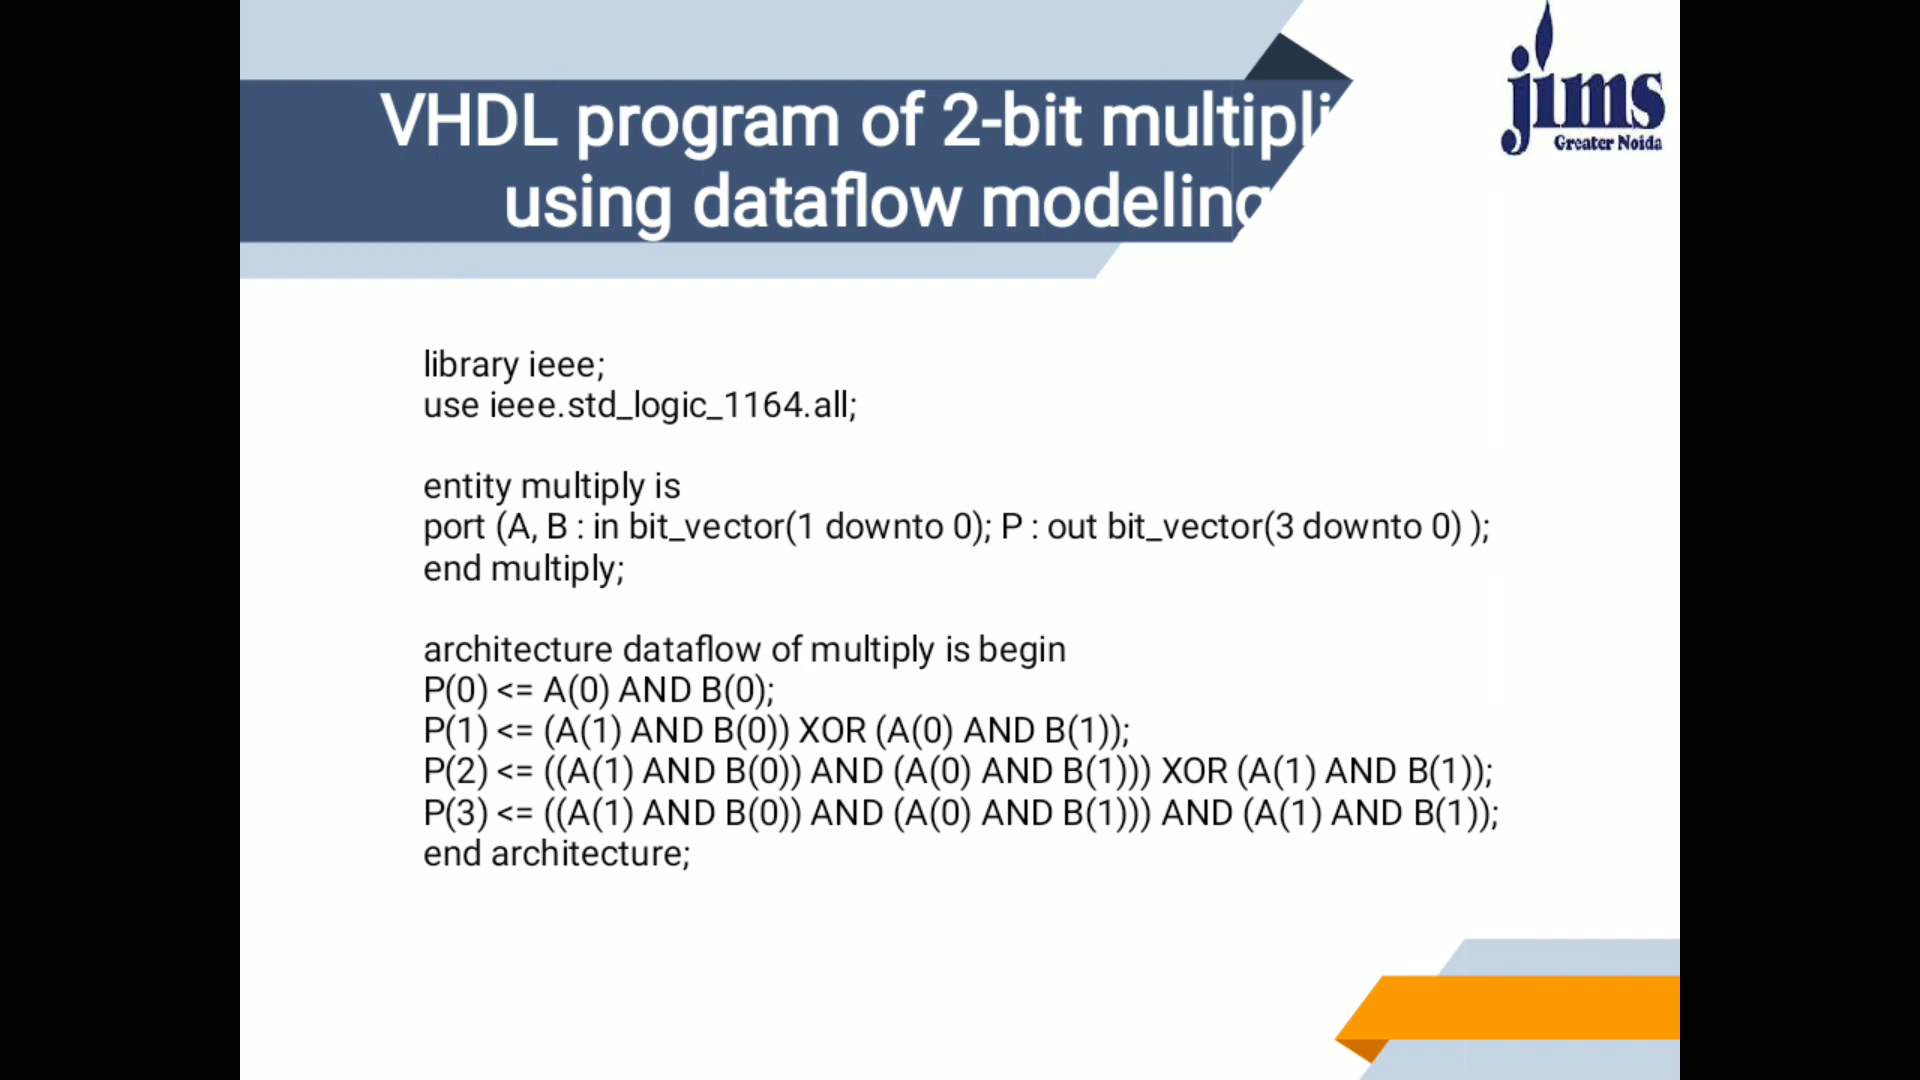 VHDL program of 2-bit
using dataflow modeling
jims
Greater Noida
library ieee;
use ieee.std_logic_1164.all;
entity multiply is
port (A, B : in bit_vector(1 downto 0); P : out bit_vector(3 downto 0) );
end multiply;
architecture dataflow of multiply is begin
P(0) <= A(0) AND B(0);
P(1) <= (A(1) AND B(0)) XOR (A(0) AND B(1));
P(2) <= ((A(1) AND B(0)) AND (A(0) AND B(1))) XOR (A(1) AND B(1));
P(3) <= ((A(1) AND B(0)) AND (A(0) AND B(1))) AND (A(1) AND B(1));
end architecture;